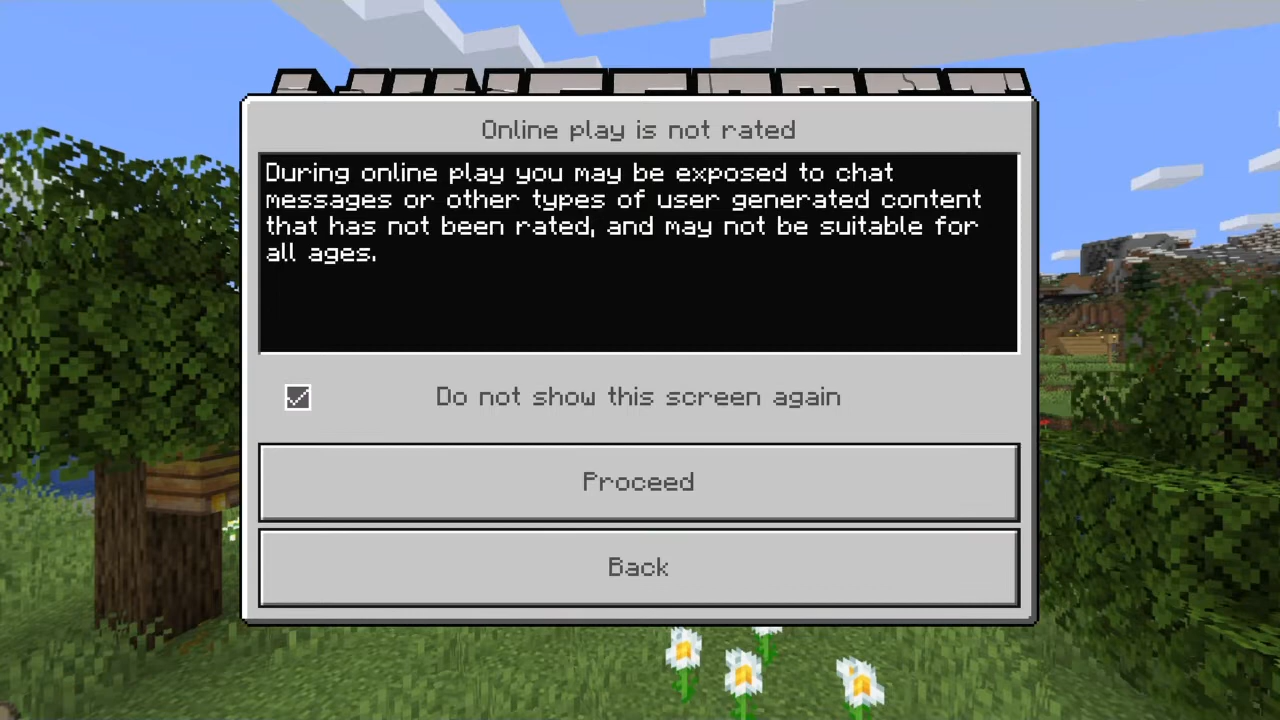 Online play is not rated
During online play you may be exposed to chat
messages or other types of user generated content
that has not been rated, and may not be suitable for
all ages.
Do not show this screen again
Proceed
Back